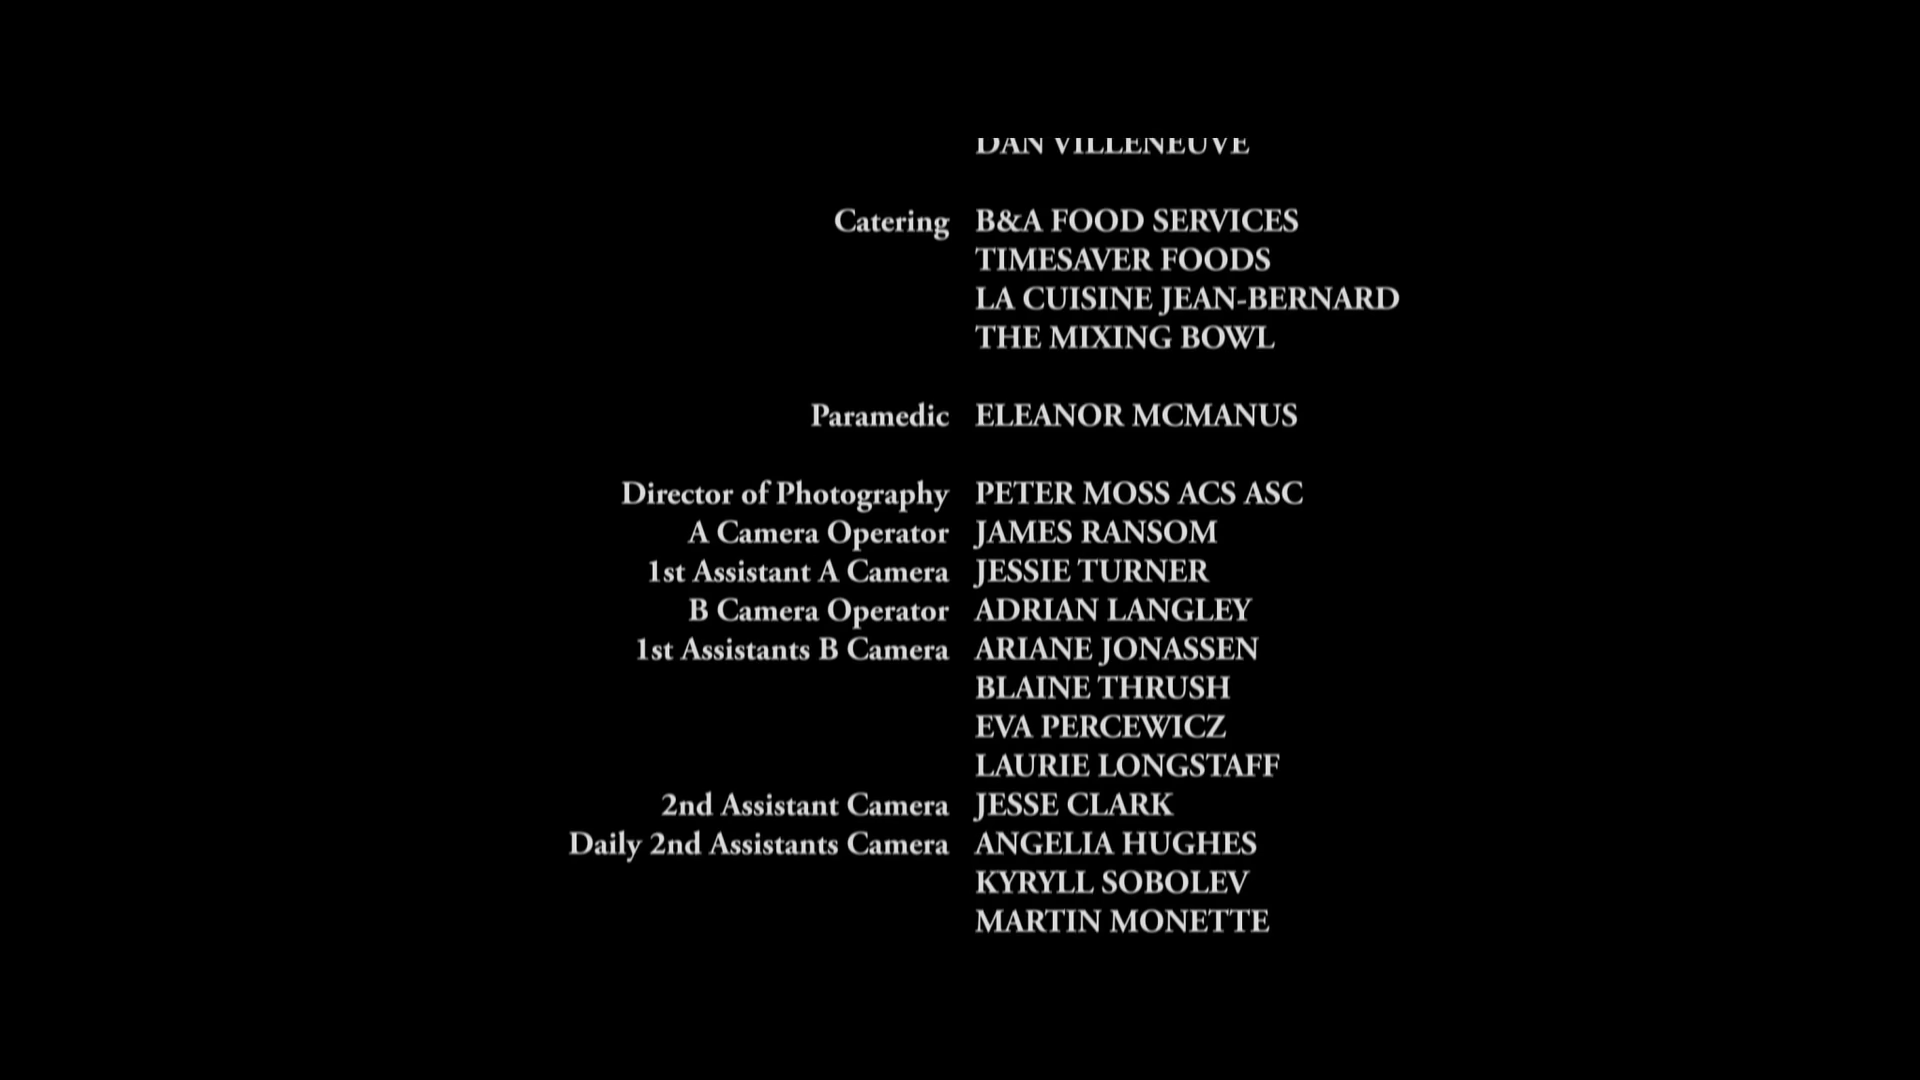 DAN VILLENEUVE
Catering B&A FOOD SERVICES
TIMESAVER FOODS
LA CUISINE JEAN-BERNARD
THE MIXING BOWL
Paramedic ELEANOR MCMANUS
Director of Photography PETER MOSS ACS ASC
A Camera Operator JAMES RANSOM
1st Assistant A Camera JESSIE TURNER
B Camera Operator ADRIAN LANGLEY
1st Assistants B Camera ARIANE JONASSEN
BLAINE THRUSH
EVA PERCEWICZ
LAURIE LONGSTAFF
2nd Assistant Camera JESSE CLARK
Daily 2nd Assistants Camera ANGELIA HUGHES
KYRYLL SOBOLEV
MARTIN MONETTE